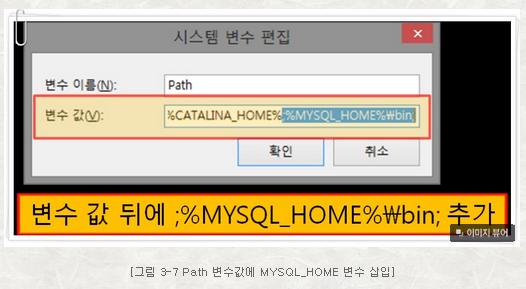 시스템 변수 편집
변수 이름(N):
Path
변수 값(V):
%CATALINA_HOME%;%MYSQL_HOME%₩bin;
확인
취소
변수 값 뒤에 ;%MYSQL_HOME%₩bin; 추가
이미지 뷰어
[그림 3-7 Path 변수값에 MYSQL_HOME 변수 삽입]